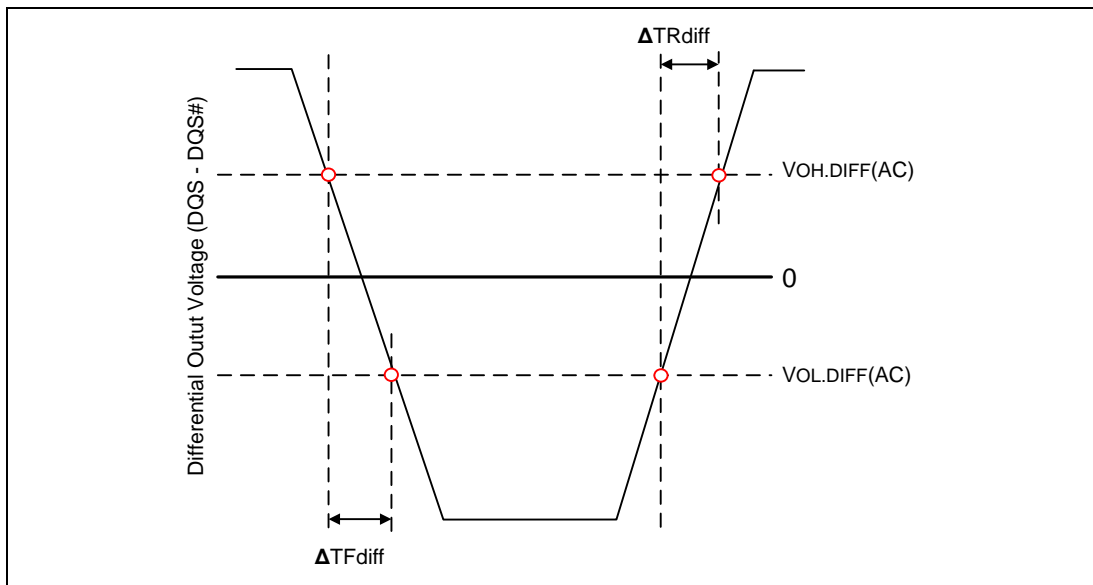 ΔTRdiff
Differential Outut Voltage (DQS - DQS#)
VOH.DIFF(AC)
0
VOL.DIFF(AC)
ΔTFdiff